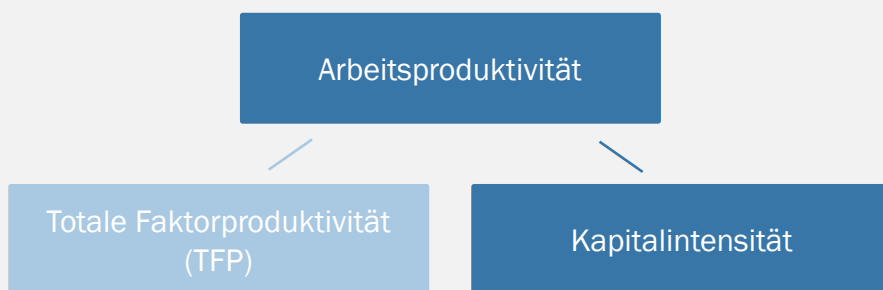 Arbeitsproduktivität
Totale Faktorproduktivität
(TFP)
Kapitalintensität